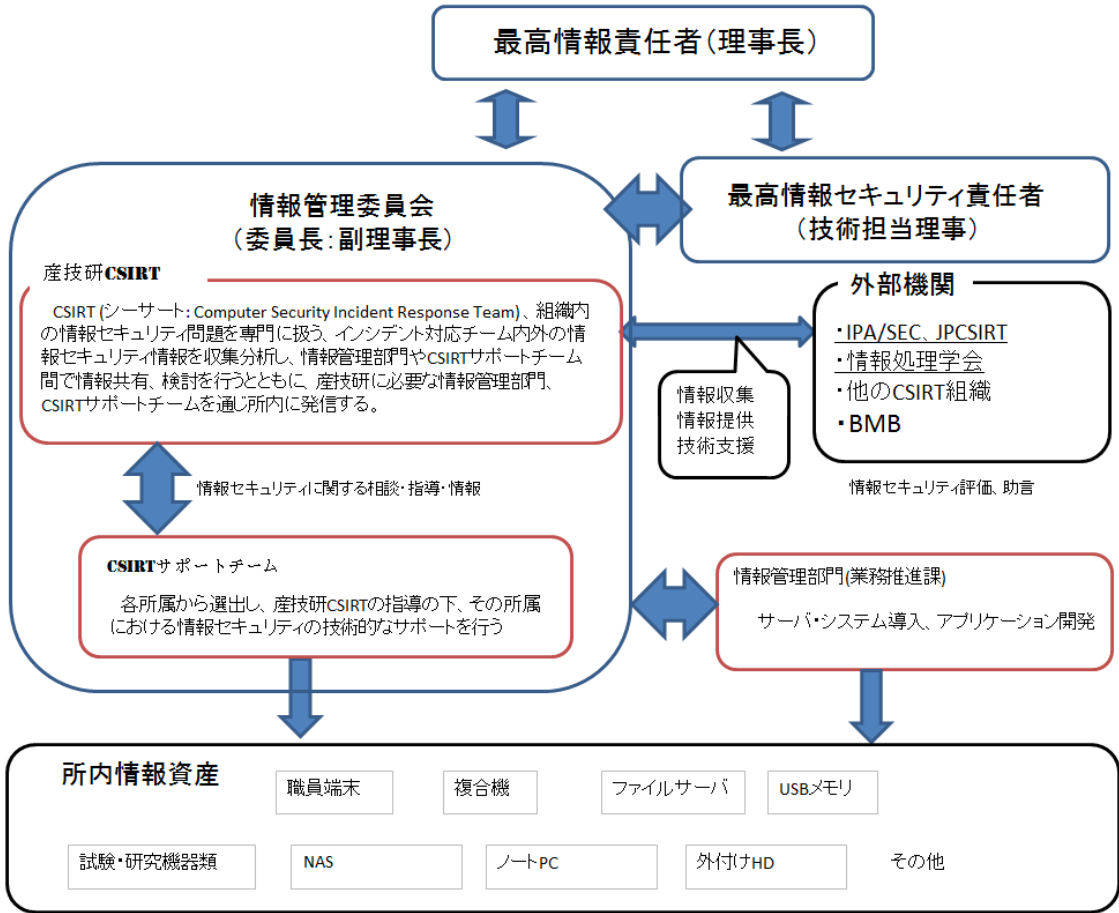 最高情報責任者(理事長)
情報管理委員会
(委員長:副理事長)
最高情報セキュリティ責任者
(技術担当理事)
産技研CSIRT
CSIRT (シーサート: Computer Security Incident Response Team)、組織内
の情報セキュリティ問題を専門に扱う、インシデント対応チーム内外の情
報セキュリティ情報を収集分析し、情報管理部門やCSIRTサポートチーム
間で情報共有、検討を行うとともに、産技研に必要な情報管理部門、
CSIRTサポートチームを通じ所内に発信する。
外部機関
・IPA/SEC、JPCSIRT
・情報処理学会
・他のCSIRT組織
・BMB
情報収集
情報提供
技術支援
情報セキュリティに関する相談・指導・情報
情報セキュリティ評価、助言
CSIRTサポートチーム
各所属から選出し、産技研CSIRTの指導の下、その所属
における情報セキュリティの技術的なサポートを行う
情報管理部門(業務推進課)
サーバ・システム導入、アプリケーション開発
所内情報資産
職員端末
複合機
ファイルサーバ
USBメモリ
試験・研究機器類
NAS
ノートPC
外付けHD
その他